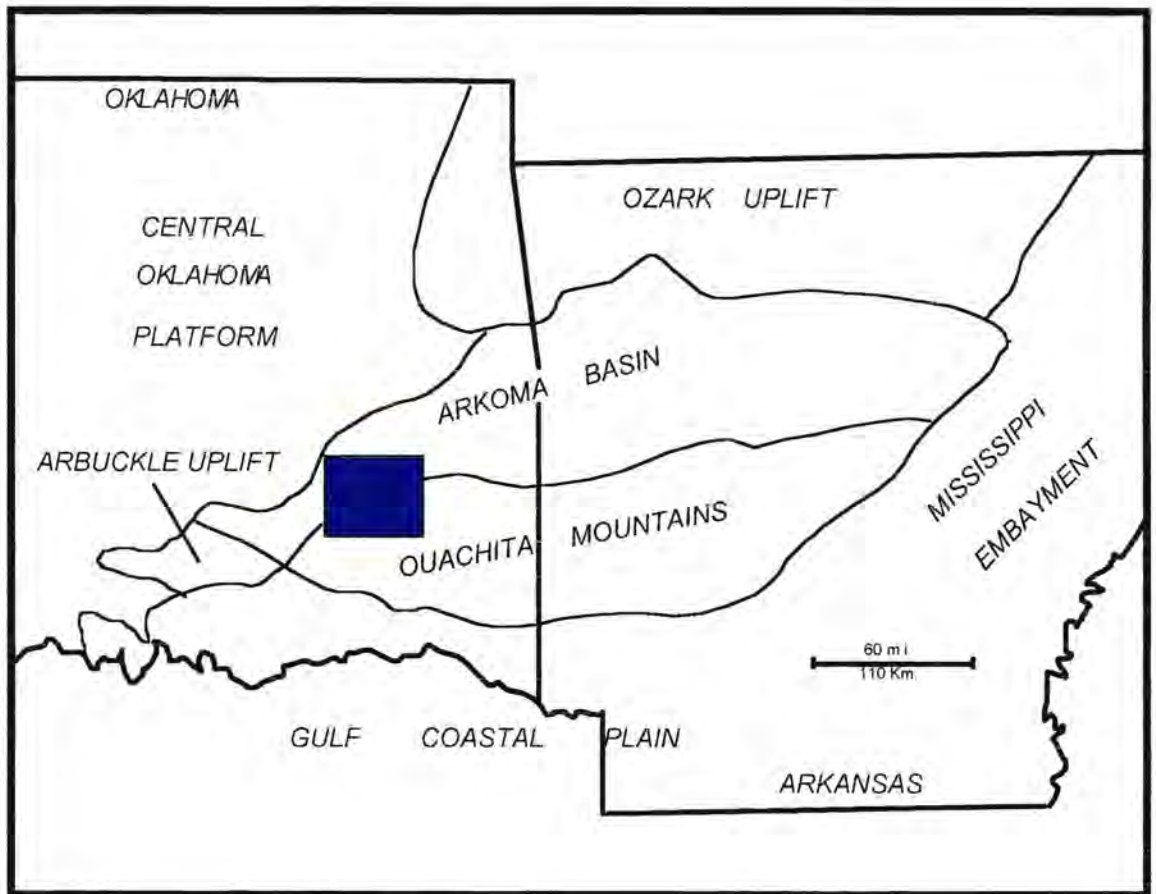 OKLAHOMA
OZARK UPLIFT
CENTRAL
OKLAHOMA
PLATFORM
ARKOMA BASIN
ARBUCKLE UPLIFT
MISSISSIPPI
EMBAYMENT
OUACHITA MOUNTAINS
60 mi
110 Km
GULF COASTAL PLAIN
ARKANSAS